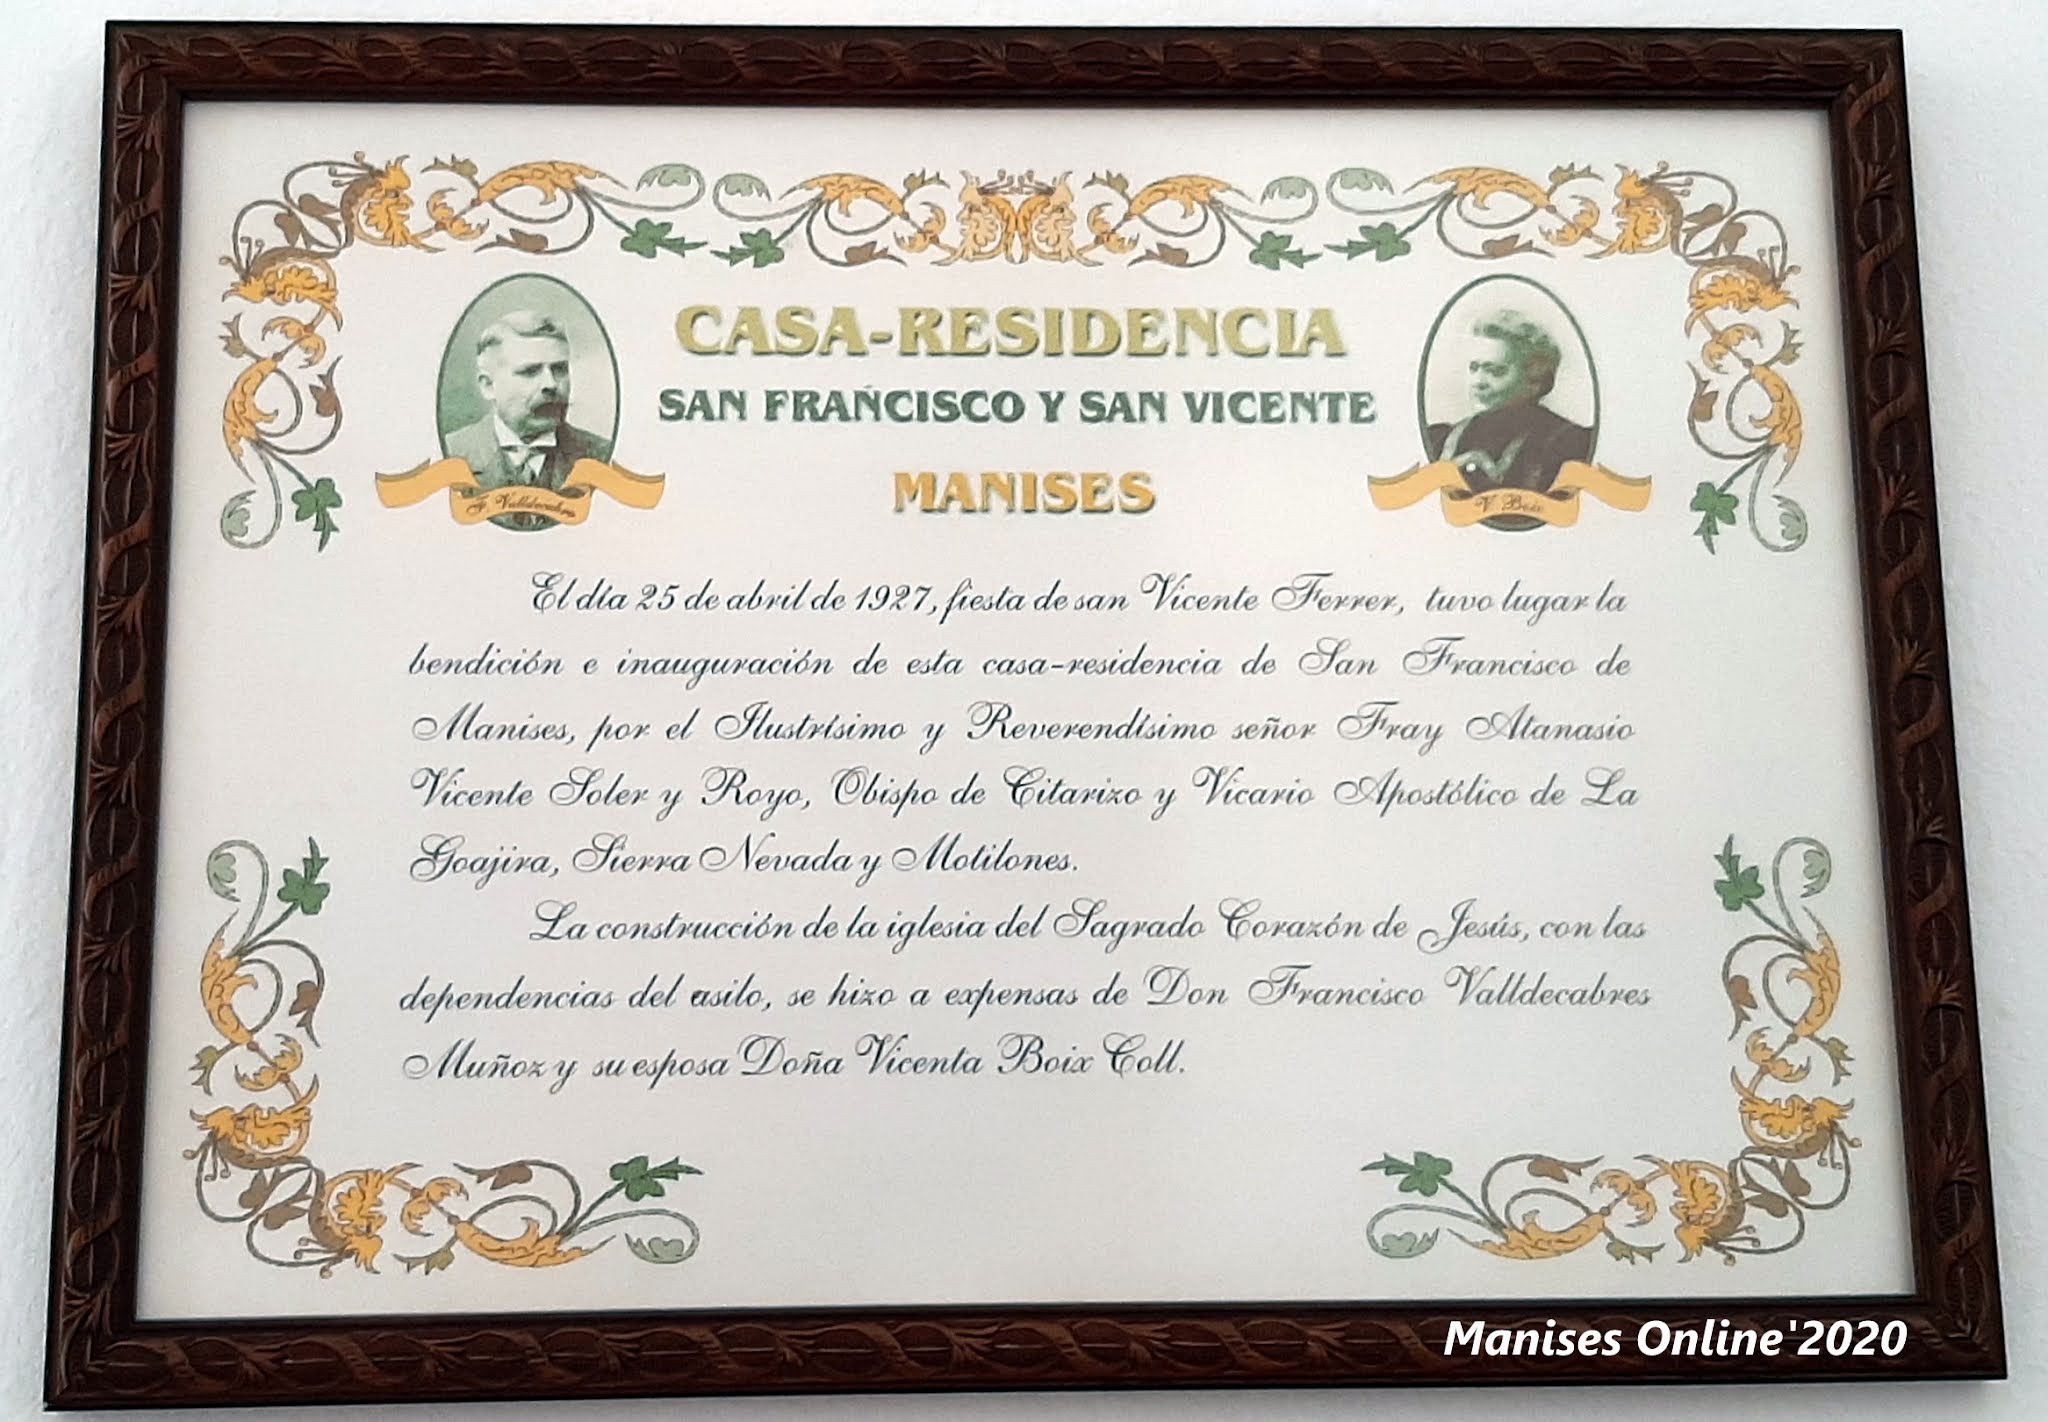 CASA-RESIDENCIA
SAN FRANCISCO Y SAN VICENTE
MANISES
F. Valldecabres
V. Boix
El día 25 de abril de 1927, fiesta de san Vicente Ferrer, tuvo lugar la
bendición e inauguración de esta casa-residencia de San Francisco de
Manises, por el Ilustrísimo y Reverendísimo señor Fray Atanasio
Vicente Soler y Royo, Obispo de Citarizo y Vicario Apostólico de La
Goajira, Sierra Nevada y Motilones.
La construcción de la iglesia del Sagrado Corazón de Jesús, con las
dependencias del asilo, se hizo a expensas de Don Francisco Valldecabres
Muñoz y su esposa Doña Vicenta Boix Coll.
Manises Online'2020